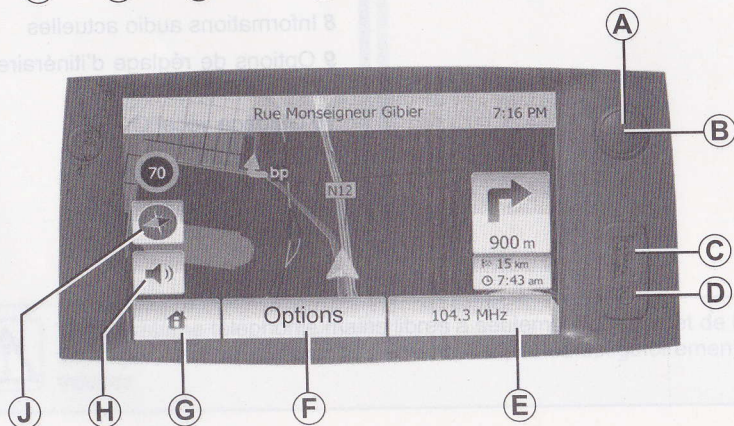 8 Informations audio actuelles
9 Options de réglage d'itinéraire
A
Rue Monseigneur Gibier 7:16 PM
B
70
bp
N12
900 m
15 km
7:43 am
C
D
Options
104.3 MHz
J
H
G
F
E